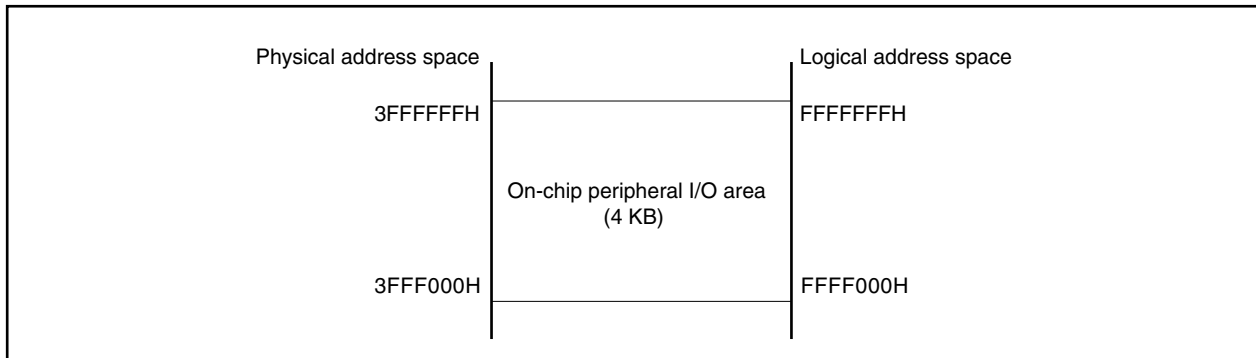 Physical address space
Logical address space
3FFFFFFH
FFFFFFFH
On-chip peripheral I/O area
(4 KB)
3FFF000H
FFFF000H